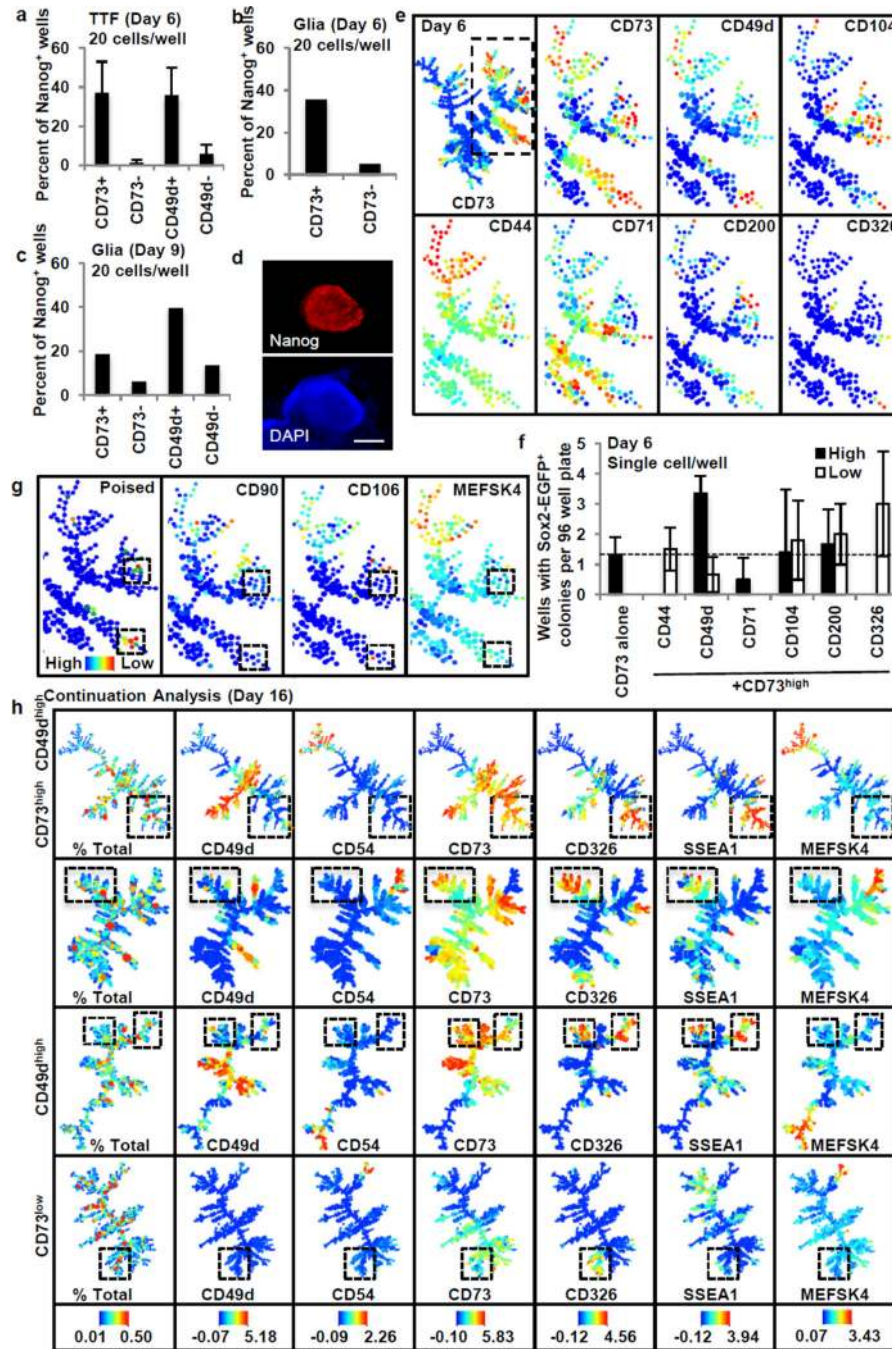 a
TTF (Day 6)
20 cells/well
Percent of Nanog⁺ wells
60
40
20
0
CD73+
CD73-
CD49d+
CD49d-
b
Glia (Day 6)
20 cells/well
Percent of Nanog⁺ wells
60
40
20
0
CD73+
CD73-
c
Glia (Day 9)
20 cells/well
Percent of Nanog⁺ wells
60
40
20
0
CD73+
CD73-
CD49d+
CD49d-
d
Nanog
DAPI
e
Day 6
CD73
CD73
CD49d
CD104
CD44
CD71
CD200
CD326
f
Day 6
Single cell/well
High
Low
Wells with Sox2-EGFP⁺
colonies per 96 well plate
5
4
3
2
1
0
CD73 alone
CD44
CD49d
CD71
CD104
CD200
CD326
+CD73high
g
Poised
CD90
CD106
MEFSK4
High
Low
h
Continuation Analysis (Day 16)
CD73high CD49dhigh
% Total
CD49d
CD54
CD73
CD326
SSEA1
MEFSK4
% Total
CD49d
CD54
CD73
CD326
SSEA1
MEFSK4
CD49dhigh
% Total
CD49d
CD54
CD73
CD326
SSEA1
MEFSK4
CD73low
% Total
CD49d
CD54
CD73
CD326
SSEA1
MEFSK4
0.01 0.50
-0.07 5.18
-0.09 2.26
-0.10 5.83
-0.12 4.56
-0.12 3.94
0.07 3.43